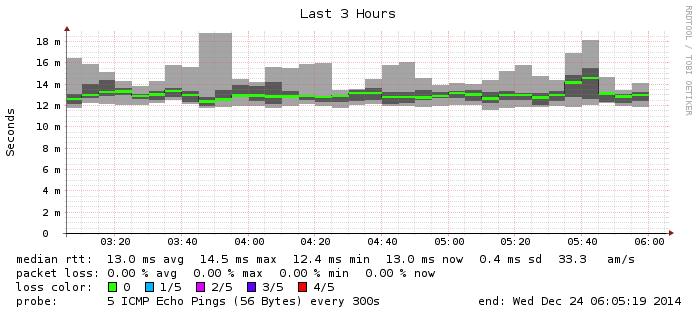 Last 3 Hours
RRDTOOL / TOBI OETIKER
Seconds
18 m
16 m
14 m
12 m
10 m
8 m
6 m
4 m
2 m
0
03:20 03:40 04:00 04:20 04:40 05:00 05:20 05:40 06:00
median rtt: 13.0 ms avg 14.5 ms max 12.4 ms min 13.0 ms now 0.4 ms sd 33.3 am/s
packet loss: 0.00 % avg 0.00 % max 0.00 % min 0.00 % now
loss color: 0 1/5 2/5 3/5 4/5
probe: 5 ICMP Echo Pings (56 Bytes) every 300s end: Wed Dec 24 06:05:19 2014